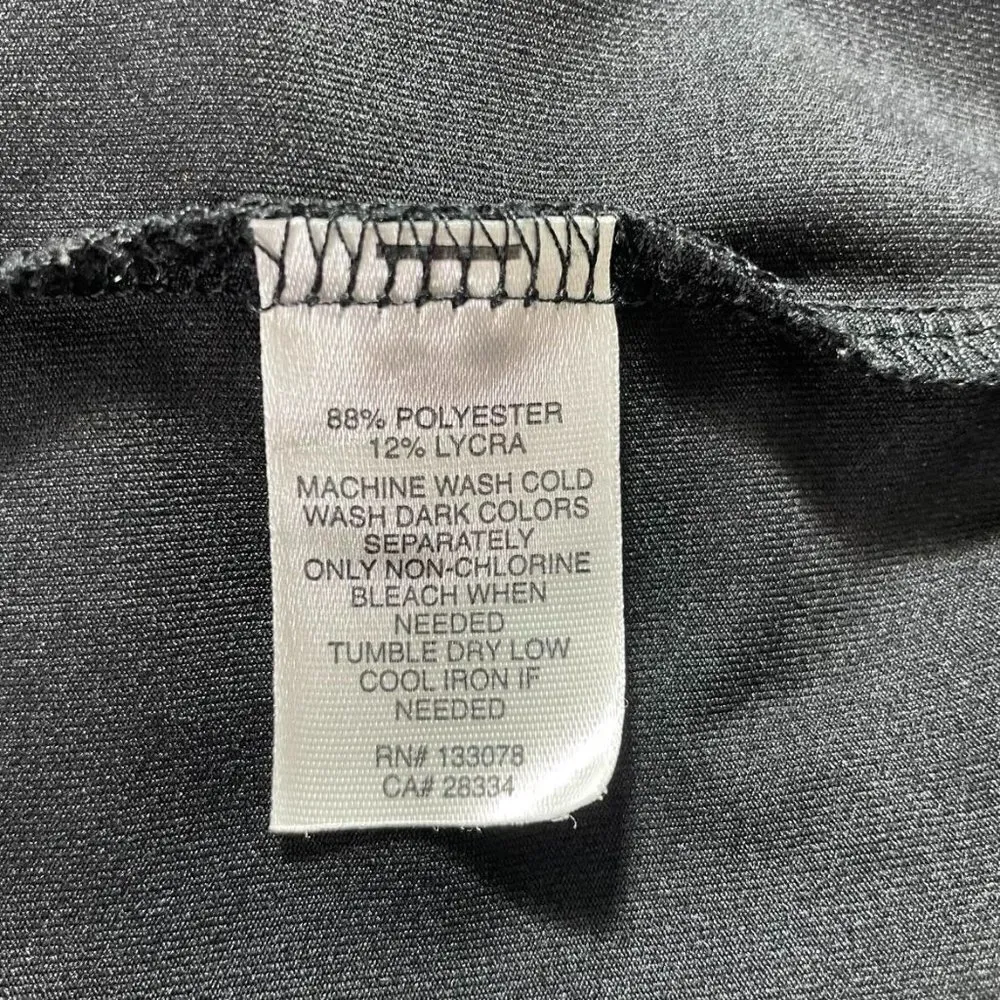 88% POLYESTER
12% LYCRA
MACHINE WASH COLD
WASH DARK COLORS
SEPARATELY
ONLY NON-CHLORINE
BLEACH WHEN
NEEDED
TUMBLE DRY LOW
COOL IRON IF
NEEDED
RN# 133078
CA# 28334